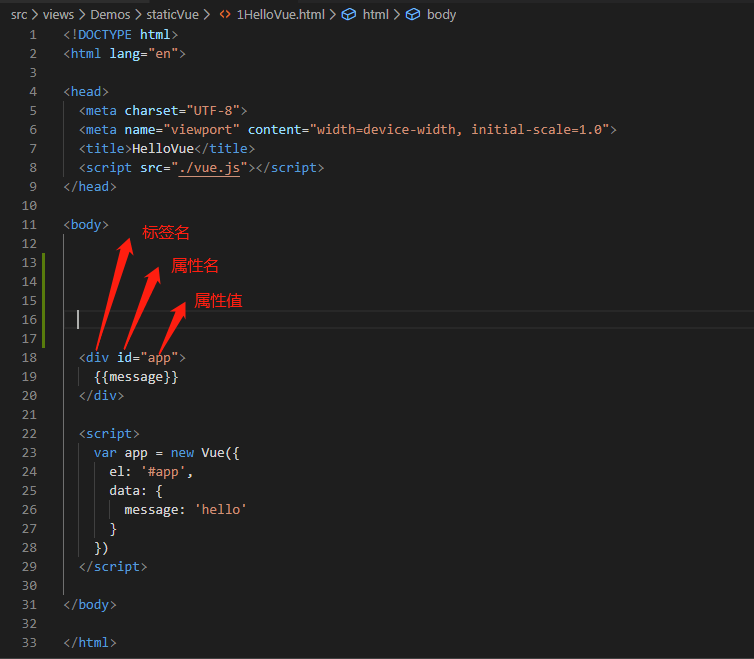 src > views > Demos > staticVue > 1HelloVue.html > html > body
1 <!DOCTYPE html>
2 <html lang="en">
3
4 <head>
5 <meta charset="UTF-8">
6 <meta name="viewport" content="width=device-width, initial-scale=1.0">
7 <title>HelloVue</title>
8 <script src="./vue.js"></script>
9 </head>
10
11 <body>
标签名
12
13
属性名
14
15
属性值
16
17
18 <div id="app">
19 {{message}}
20 </div>
21
22 <script>
23 var app = new Vue({
24 el: '#app',
25 data: {
26 message: 'hello'
27 }
28 })
29 </script>
30
31 </body>
32
33 </html>